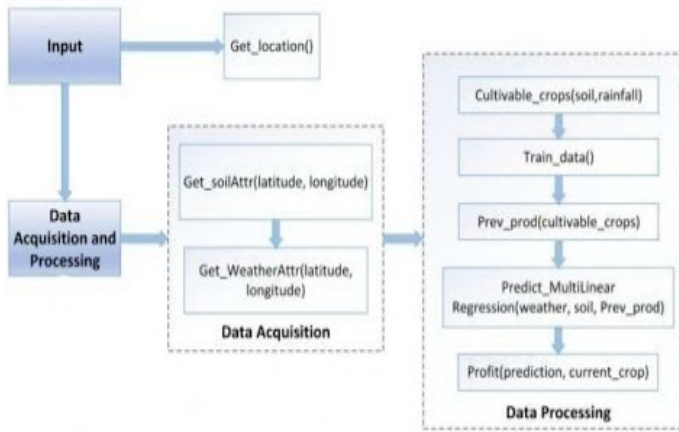 Input
Get_location()
Data
Acquisition and
Processing
Get_soilAttr(latitude, longitude)
Get_WeatherAttr(latitude,
longitude)
Data Acquisition
Cultivable_crops(soil,rainfall)
Train_data()
Prev_prod(cultivable_crops)
Predict_MultiLinear
Regression(weather, soil, Prev_prod)
Profit(prediction, current_crop)
Data Processing